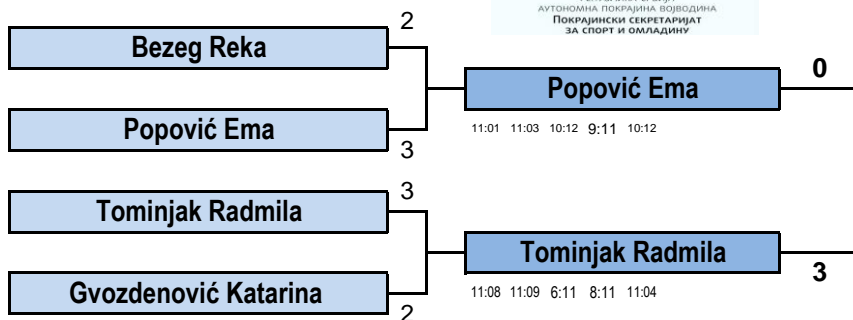 АУТОНОМНА ПОКРАЈИНА ВОЈВОДИНА
ПОКРАЈИНСКИ СЕКРЕТАРИЈАТ
ЗА СПОРТ И ОМЛАДИНУ
2
Bezeg Reka
Popović Ema
3
Popović Ema
0
11:01 11:03 10:12 9:11 10:12
3
Tominjak Radmila
Gvozdenović Katarina
2
Tominjak Radmila
3
11:08 11:09 6:11 8:11 11:04